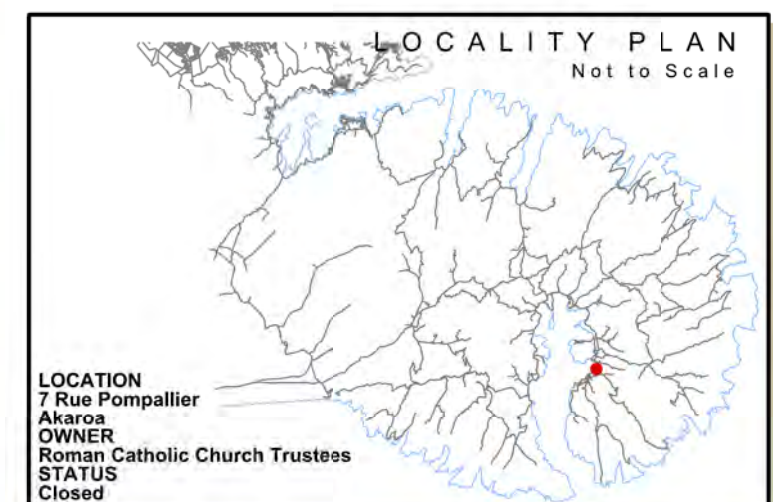 LOCALITY PLAN
Not to Scale
LOCATION
7 Rue Pompallier
Akaroa
OWNER
Roman Catholic Church Trustees
STATUS
Closed